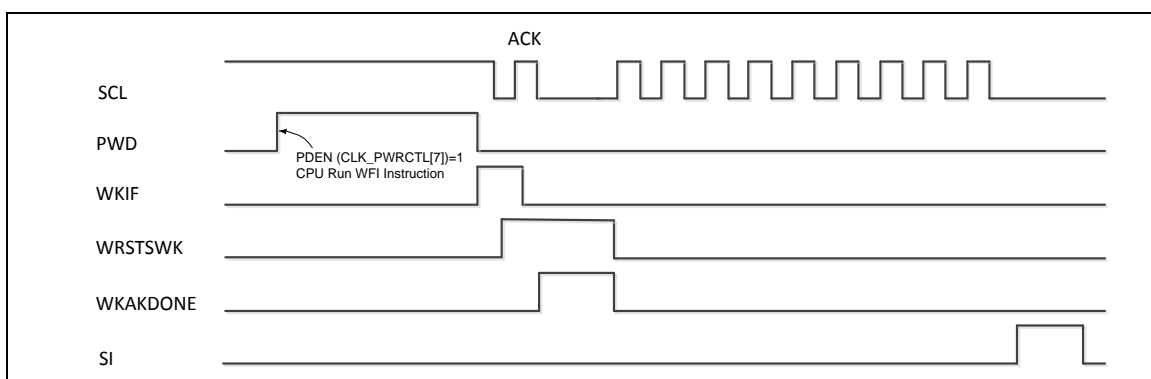 ACK
SCL
PWD
PDEN (CLK_PWRCTL[7])=1
CPU Run WFI Instruction
WKIF
WRSTSWK
WKAKDONE
SI